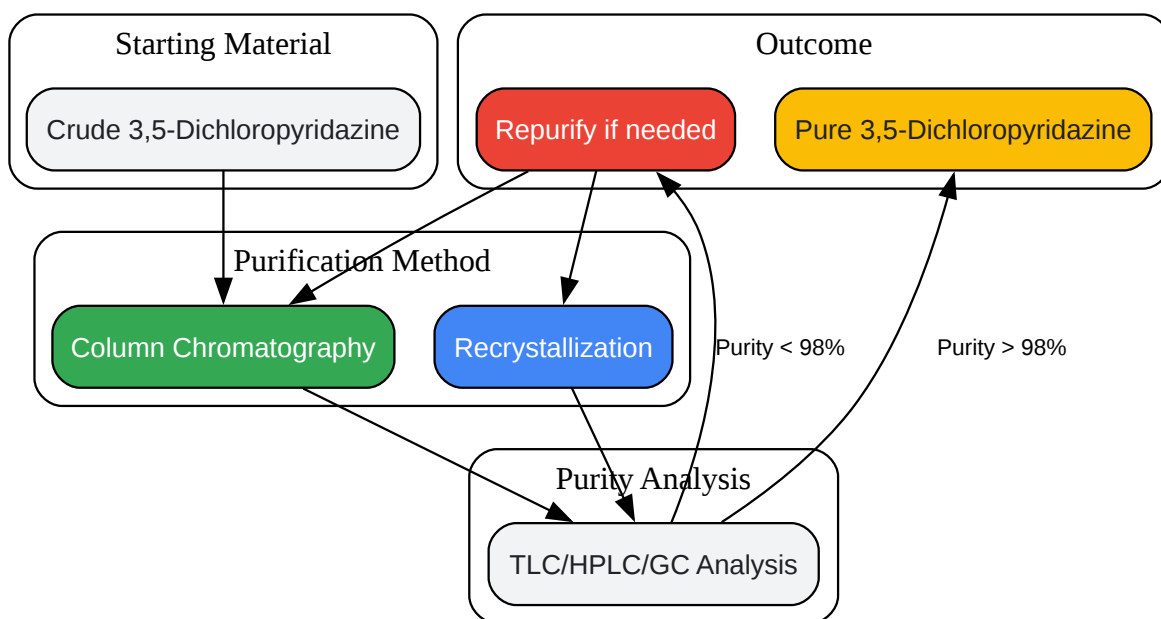 Starting Material
Outcome
Crude 3,5-Dichloropyridazine
Repurify if needed
Pure 3,5-Dichloropyridazine
Purification Method
Column Chromatography
Recrystallization
Purity < 98%
Purity > 98%
Purity Analysis
TLC/HPLC/GC Analysis